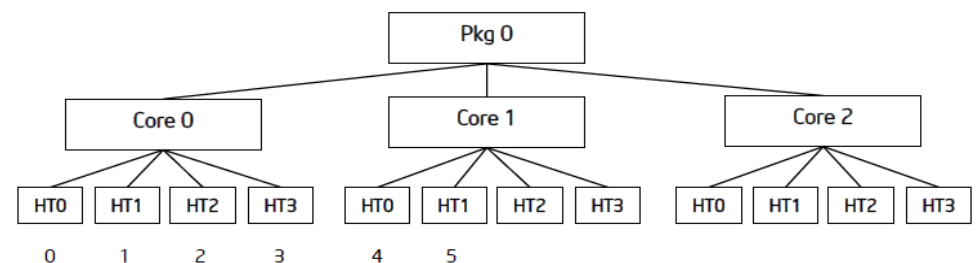 Pkg 0
Core 0 Core 1 Core 2
HT0 HT1 HT2 HT3 HT0 HT1 HT2 HT3 HT0 HT1 HT2 HT3
0 1 2 3 4 5